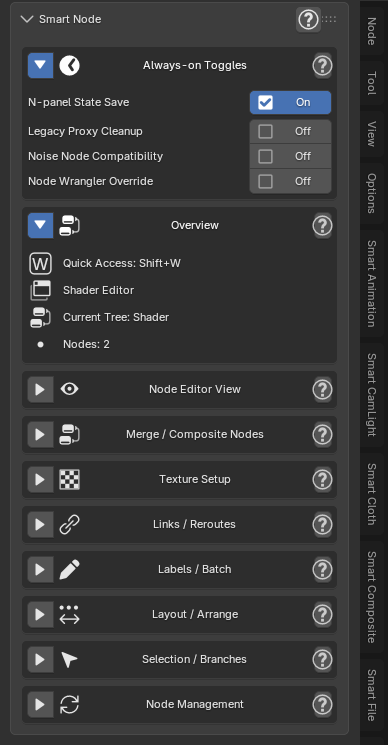 Smart Node
Always-on Toggles
N-panel State Save On
Legacy Proxy Cleanup Off
Noise Node Compatibility Off
Node Wrangler Override Off
Overview
W Quick Access: Shift+W
Shader Editor
Current Tree: Shader
Nodes: 2
Node Editor View
Merge / Composite Nodes
Texture Setup
Links / Reroutes
Labels / Batch
Layout / Arrange
Selection / Branches
Node Management
Node
Tool
View
Options
Smart Animation
Smart CamLight
Smart Cloth
Smart Composite
Smart File